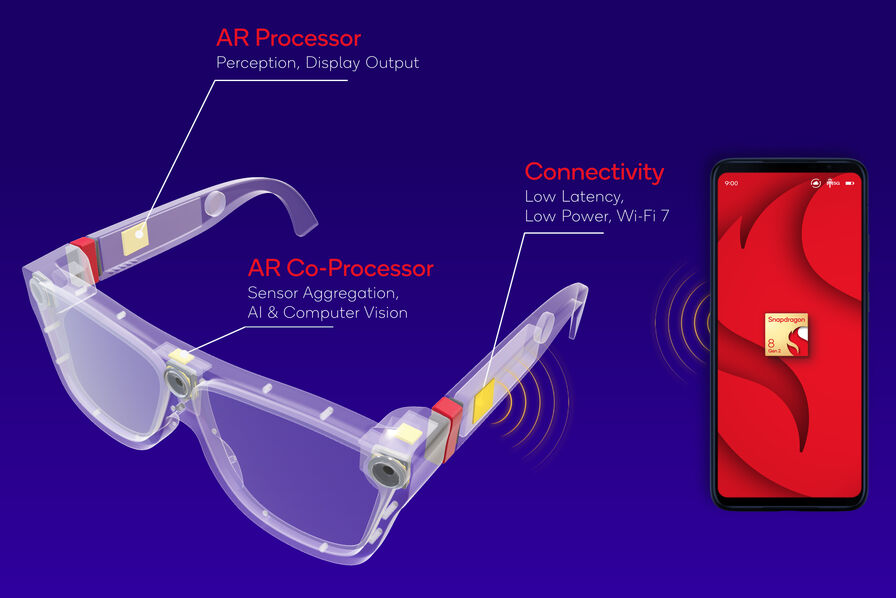 AR Processor
Perception, Display Output
Connectivity
Low Latency,
Low Power, Wi-Fi 7
AR Co-Processor
Sensor Aggregation,
AI & Computer Vision
9:00
5G
Snapdragon
8
Gen 2